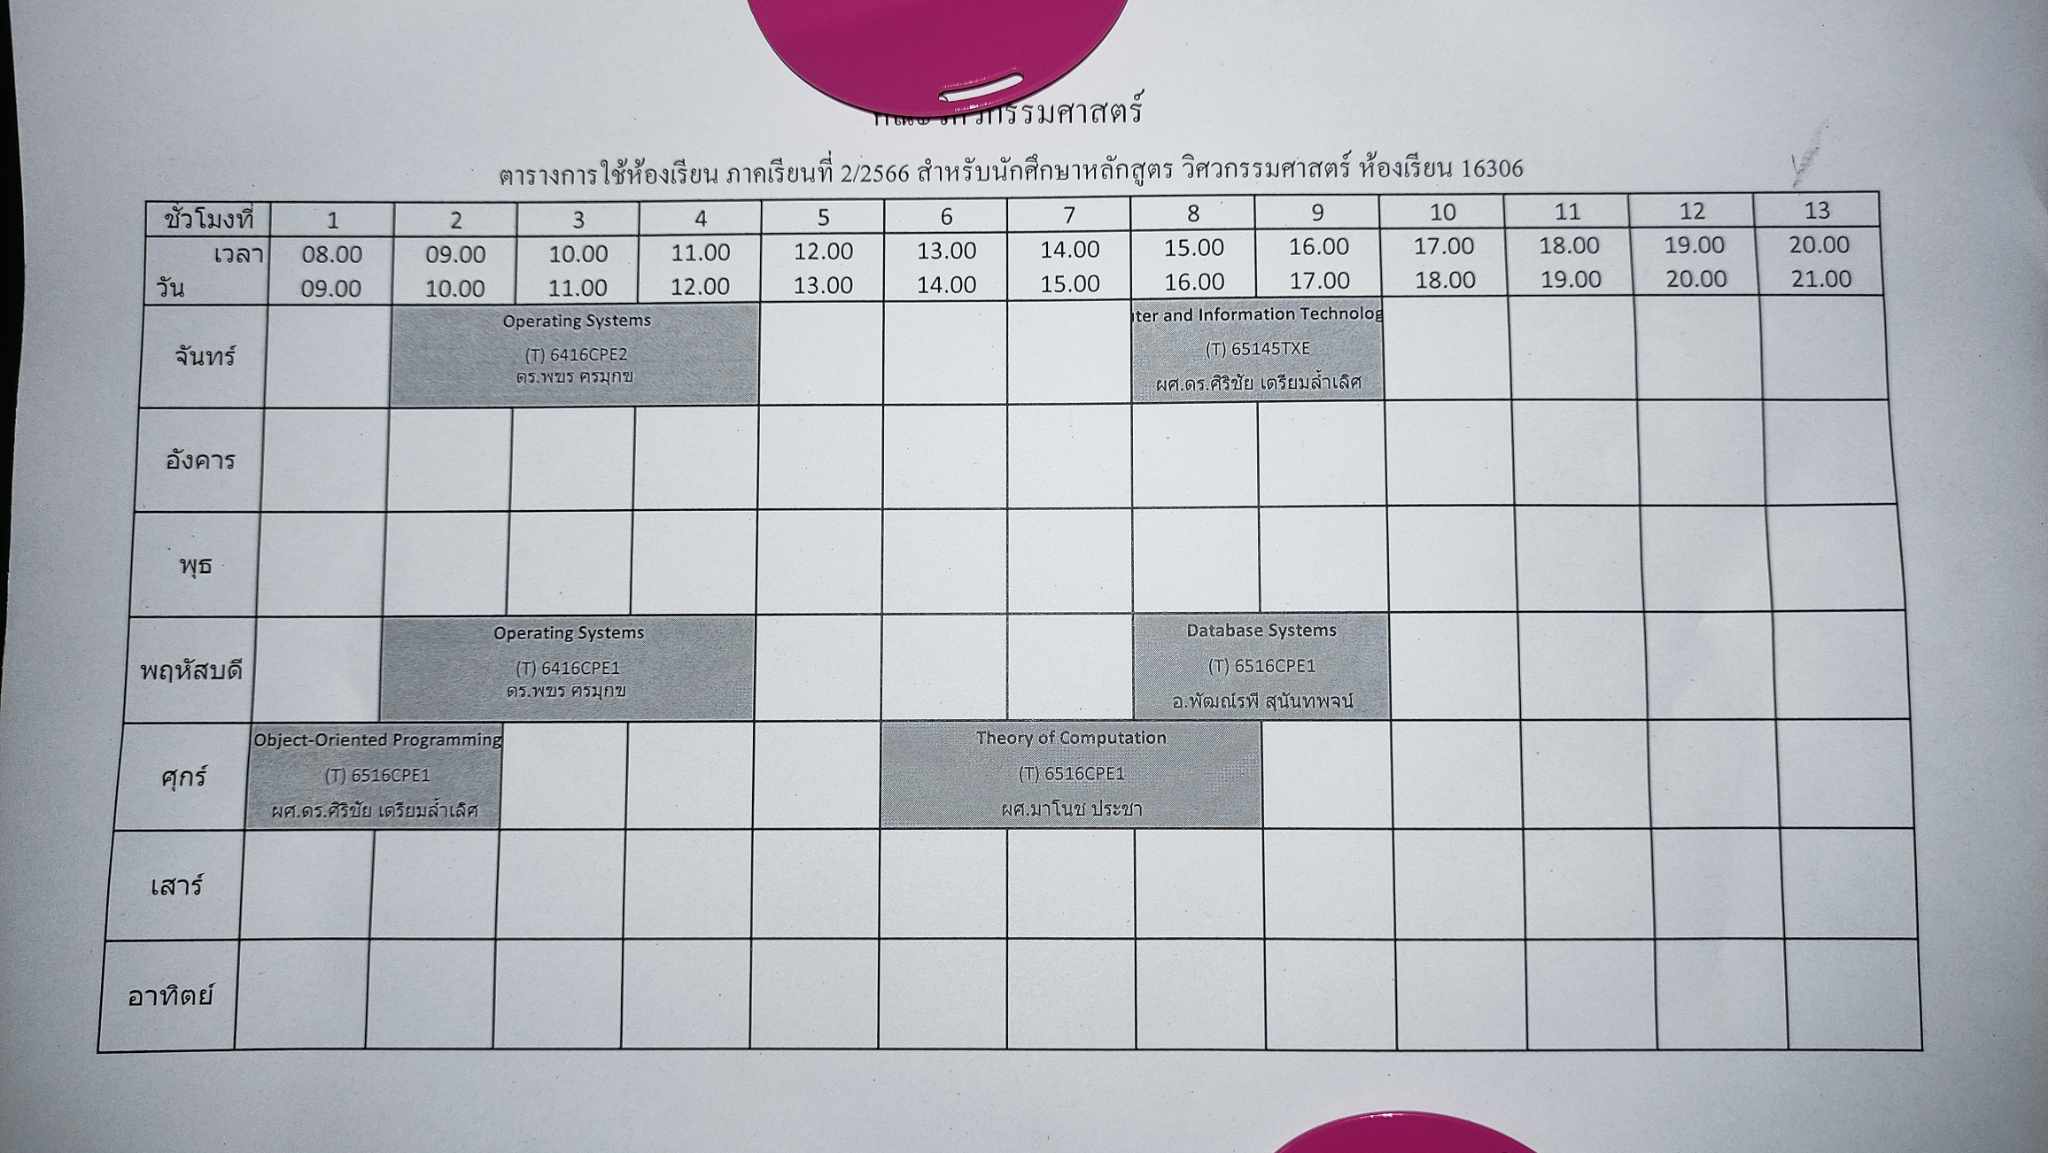 คณะวิศวกรรมศาสตร์
ตารางการใช้ห้องเรียน ภาคเรียนที่ 2/2566 สำหรับนักศึกษาหลักสูตร วิศวกรรมศาสตร์ ห้องเรียน 16306
ชั่วโมงที่ 1 2 3 4 5 6 7 8 9 10 11 12 13
เวลา 08.00 09.00 10.00 11.00 12.00 13.00 14.00 15.00 16.00 17.00 18.00 19.00 20.00
วัน 09.00 10.00 11.00 12.00 13.00 14.00 15.00 16.00 17.00 18.00 19.00 20.00 21.00
จันทร์
Operating Systems
(T) 6416CPE2
ดร.พขร ศรมุกข
ter and Information Technolog
(T) 65145TXE
ผศ.ดร.ศิริชัย เตรียมล้ำเลิศ
อังคาร
พุธ
พฤหัสบดี
Operating Systems
(T) 6416CPE1
ดร.พขร ศรมุกข
Database Systems
(T) 6516CPE1
อ.พัฒณ์รพี สุนันทพจน์
ศุกร์
Object-Oriented Programming
(T) 6516CPE1
ผศ.ดร.ศิริชัย เตรียมล้ำเลิศ
Theory of Computation
(T) 6516CPE1
ผศ.มาโนช ประชา
เสาร์
อาทิตย์